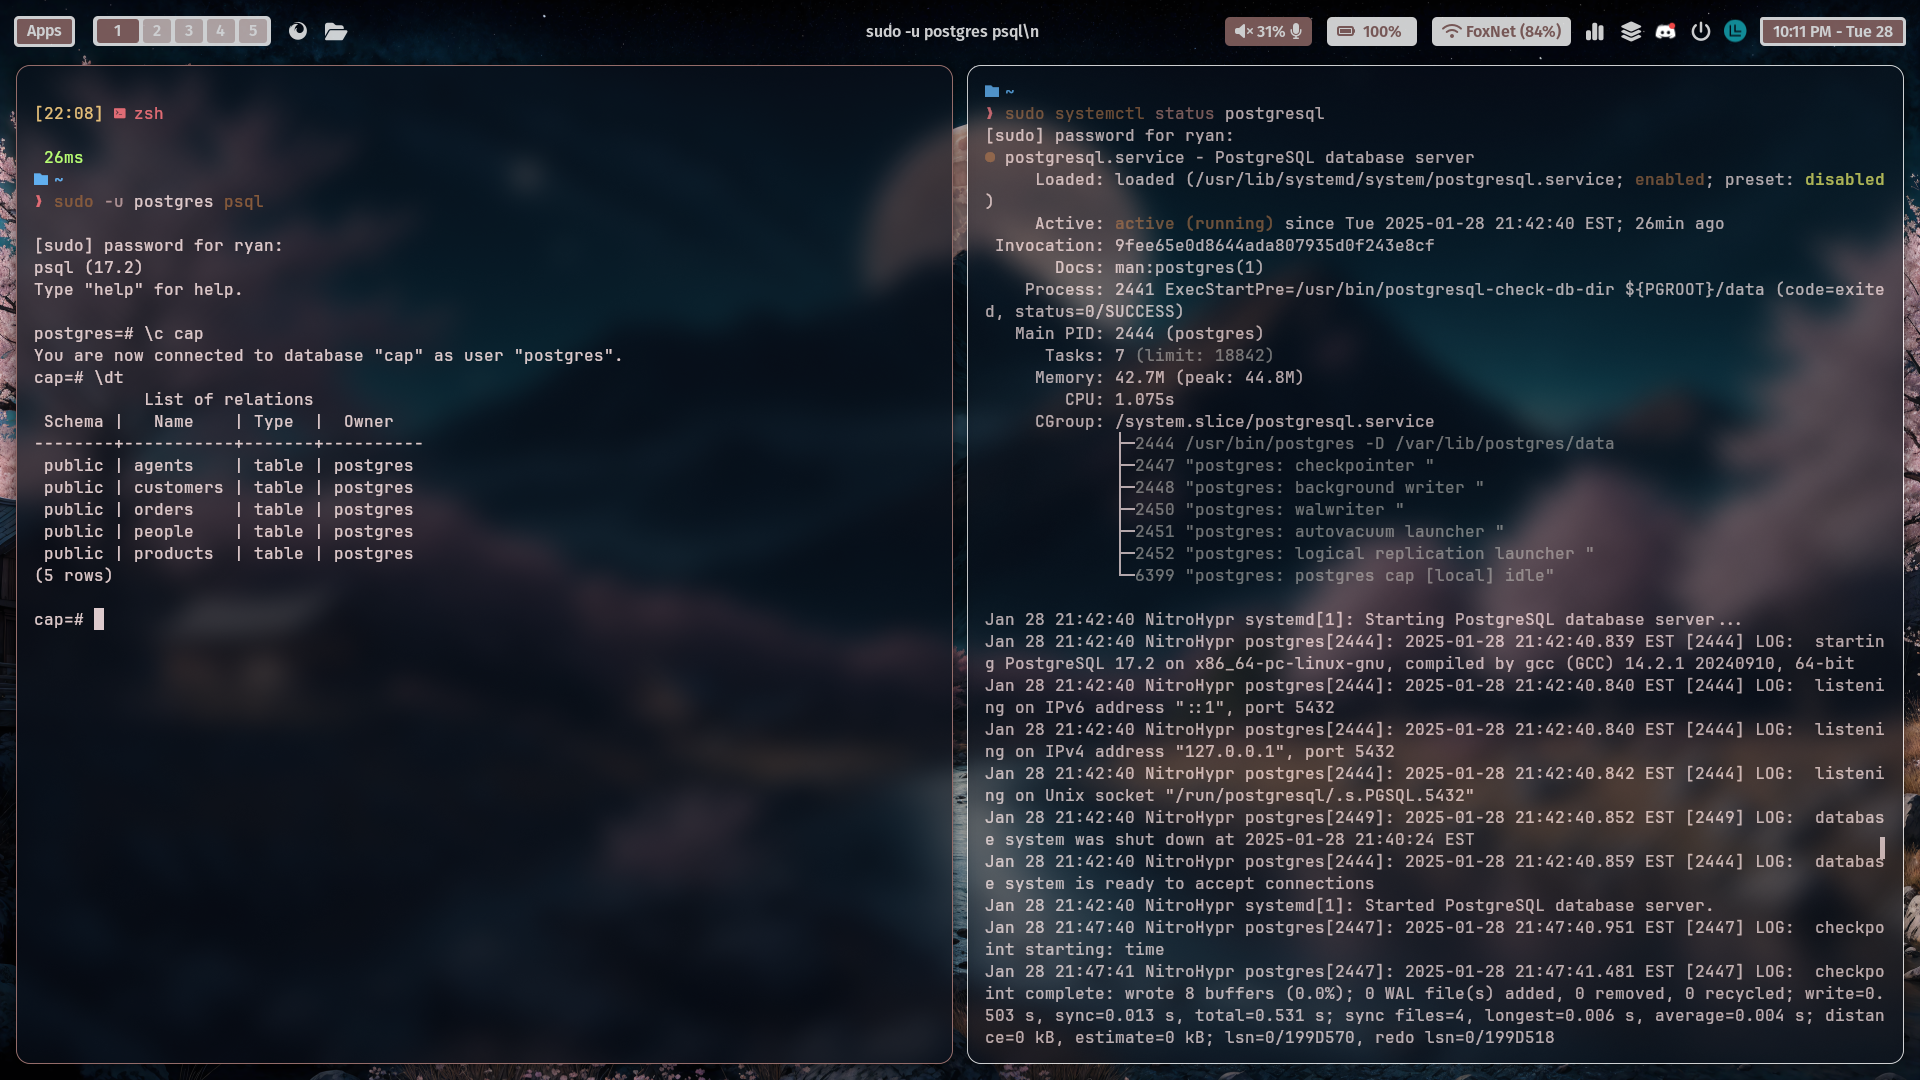 Apps 1 2 3 4 5 sudo -u postgres psql\n 31% 100% FoxNet (84%) 10:11 PM - Tue 28
[22:08] zsh
26ms
~
❱ sudo -u postgres psql
[sudo] password for ryan:
psql (17.2)
Type "help" for help.
postgres=# \c cap
You are now connected to database "cap" as user "postgres".
cap=# \dt
List of relations
Schema | Name | Type | Owner
--------+-----------+-------+----------
public | agents | table | postgres
public | customers | table | postgres
public | orders | table | postgres
public | people | table | postgres
public | products | table | postgres
(5 rows)
cap=#
~
❱ sudo systemctl status postgresql
[sudo] password for ryan:
● postgresql.service - PostgreSQL database server
Loaded: loaded (/usr/lib/systemd/system/postgresql.service; enabled; preset: disabled
)
Active: active (running) since Tue 2025-01-28 21:42:40 EST; 26min ago
Invocation: 9fee65e0d8644ada807935d0f243e8cf
Docs: man:postgres(1)
Process: 2441 ExecStartPre=/usr/bin/postgresql-check-db-dir ${PGROOT}/data (code=exite
d, status=0/SUCCESS)
Main PID: 2444 (postgres)
Tasks: 7 (limit: 18842)
Memory: 42.7M (peak: 44.8M)
CPU: 1.075s
CGroup: /system.slice/postgresql.service
├─2444 /usr/bin/postgres -D /var/lib/postgres/data
├─2447 "postgres: checkpointer "
├─2448 "postgres: background writer "
├─2450 "postgres: walwriter "
├─2451 "postgres: autovacuum launcher "
├─2452 "postgres: logical replication launcher "
└─6399 "postgres: postgres cap [local] idle"
Jan 28 21:42:40 NitroHypr systemd[1]: Starting PostgreSQL database server...
Jan 28 21:42:40 NitroHypr postgres[2444]: 2025-01-28 21:42:40.839 EST [2444] LOG:  startin
g PostgreSQL 17.2 on x86_64-pc-linux-gnu, compiled by gcc (GCC) 14.2.1 20240910, 64-bit
Jan 28 21:42:40 NitroHypr postgres[2444]: 2025-01-28 21:42:40.840 EST [2444] LOG:  listeni
ng on IPv6 address "::1", port 5432
Jan 28 21:42:40 NitroHypr postgres[2444]: 2025-01-28 21:42:40.840 EST [2444] LOG:  listeni
ng on IPv4 address "127.0.0.1", port 5432
Jan 28 21:42:40 NitroHypr postgres[2444]: 2025-01-28 21:42:40.842 EST [2444] LOG:  listeni
ng on Unix socket "/run/postgresql/.s.PGSQL.5432"
Jan 28 21:42:40 NitroHypr postgres[2449]: 2025-01-28 21:42:40.852 EST [2449] LOG:  databas
e system was shut down at 2025-01-28 21:40:24 EST
Jan 28 21:42:40 NitroHypr postgres[2444]: 2025-01-28 21:42:40.859 EST [2444] LOG:  databas
e system is ready to accept connections
Jan 28 21:42:40 NitroHypr systemd[1]: Started PostgreSQL database server.
Jan 28 21:47:40 NitroHypr postgres[2447]: 2025-01-28 21:47:40.951 EST [2447] LOG:  checkpo
int starting: time
Jan 28 21:47:41 NitroHypr postgres[2447]: 2025-01-28 21:47:41.481 EST [2447] LOG:  checkpo
int complete: wrote 8 buffers (0.0%); 0 WAL file(s) added, 0 removed, 0 recycled; write=0.
503 s, sync=0.013 s, total=0.531 s; sync files=4, longest=0.006 s, average=0.004 s; distan
ce=0 kB, estimate=0 kB; lsn=0/199D570, redo lsn=0/199D518